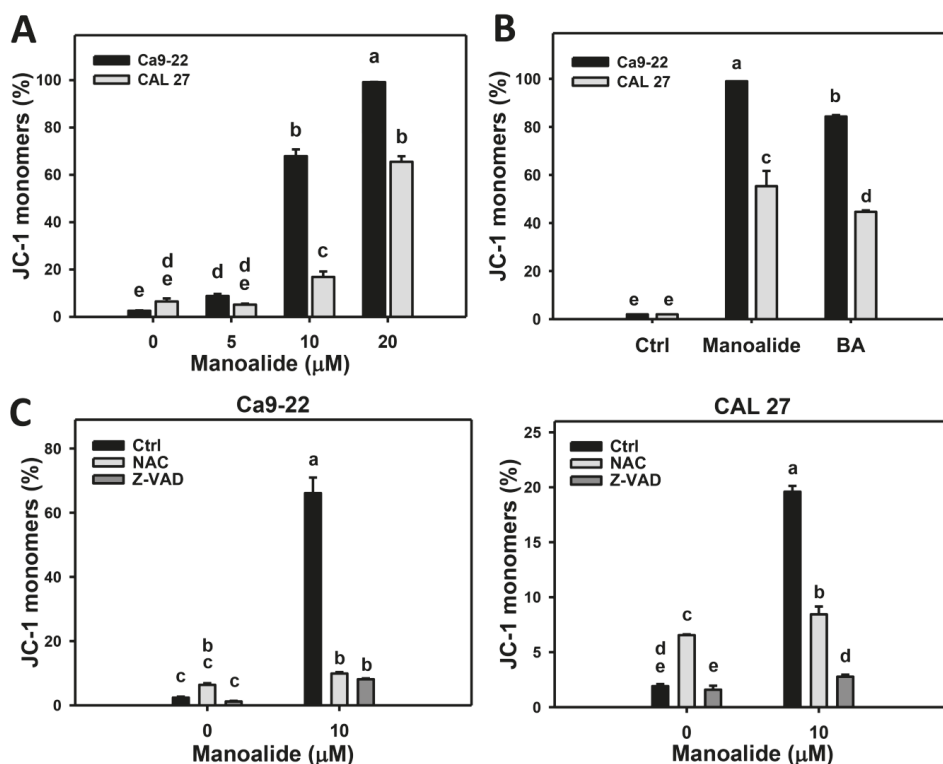 A
Ca9-22
CAL 27
JC-1 monomers (%)
100
80
60
40
20
0
e
d
e
d
d
e
b
c
a
b
0 5 10 20
Manoalide (μM)
B
Ca9-22
CAL 27
JC-1 monomers (%)
100
80
60
40
20
0
e e
a
c
b
d
Ctrl Manoalide BA
C
Ca9-22
Ctrl
NAC
Z-VAD
JC-1 monomers (%)
80
60
40
20
0
c
b
c
c
a
b b
0 10
Manoalide (μM)
CAL 27
Ctrl
NAC
Z-VAD
JC-1 monomers (%)
25
20
15
10
5
0
d
e
c
e
a
b
d
0 10
Manoalide (μM)